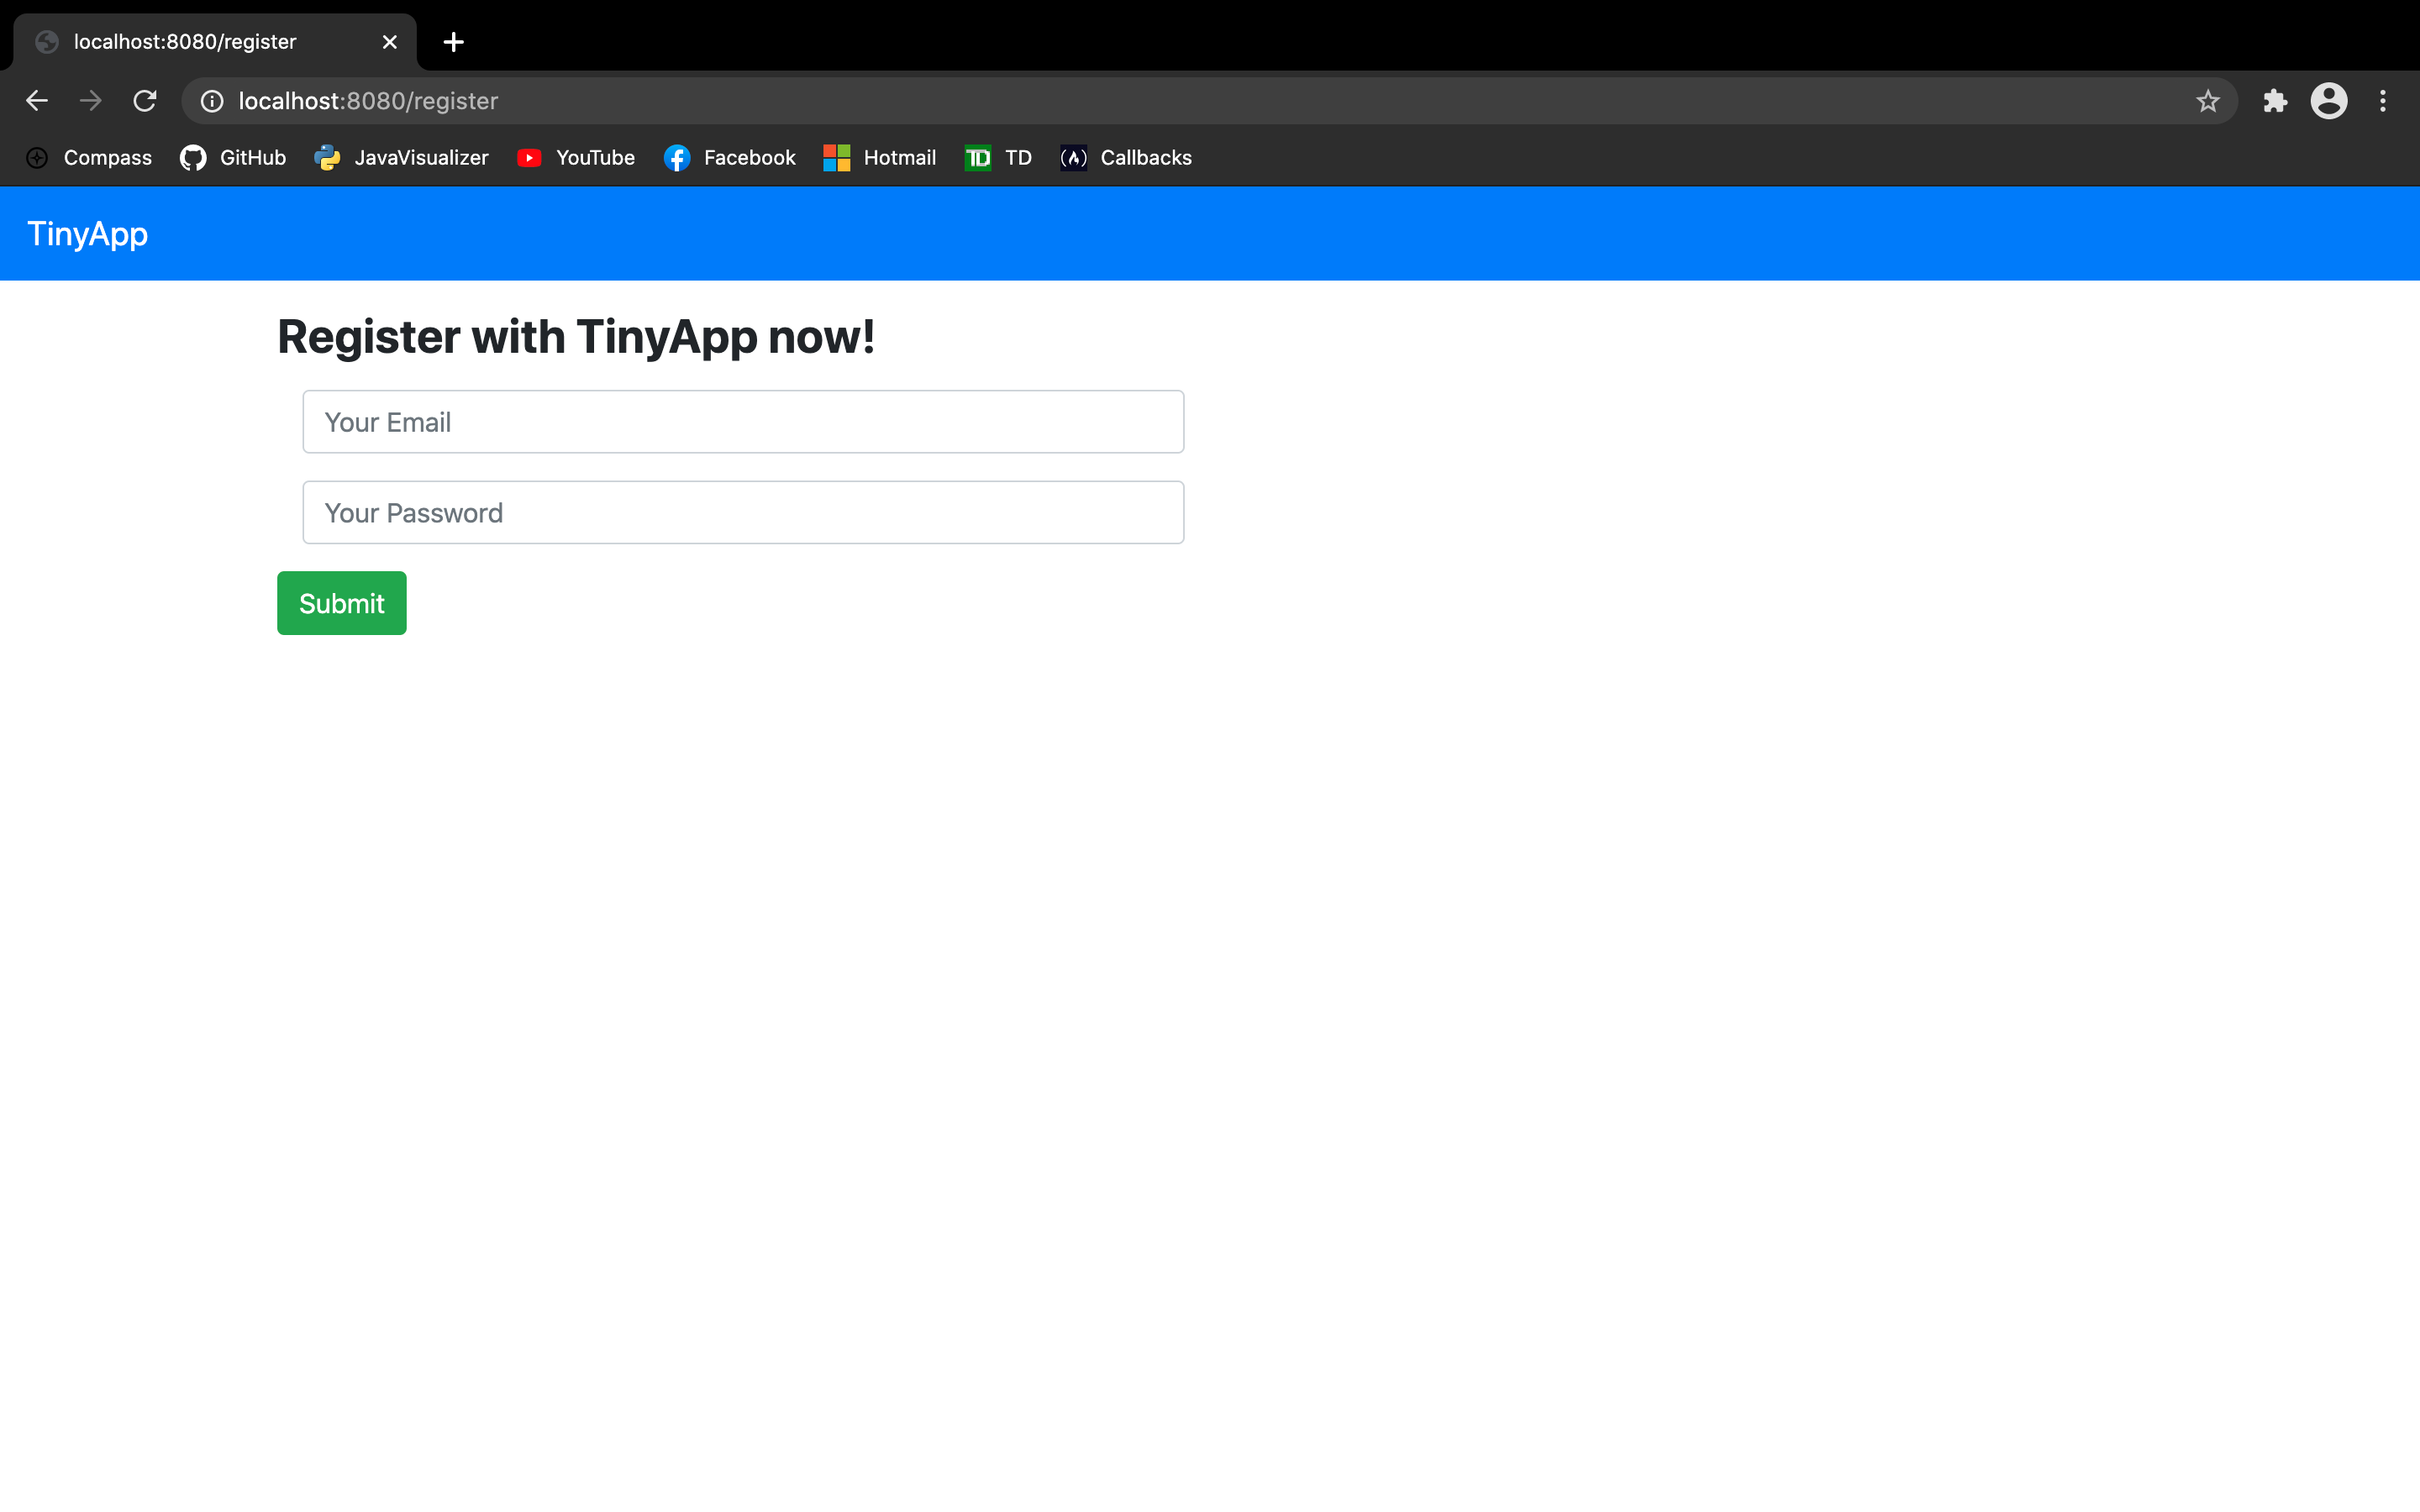 localhost:8080/register
localhost:8080/register
Compass GitHub JavaVisualizer YouTube Facebook Hotmail TD TD Callbacks
TinyApp
Register with TinyApp now!
Your Email
Your Password
Submit